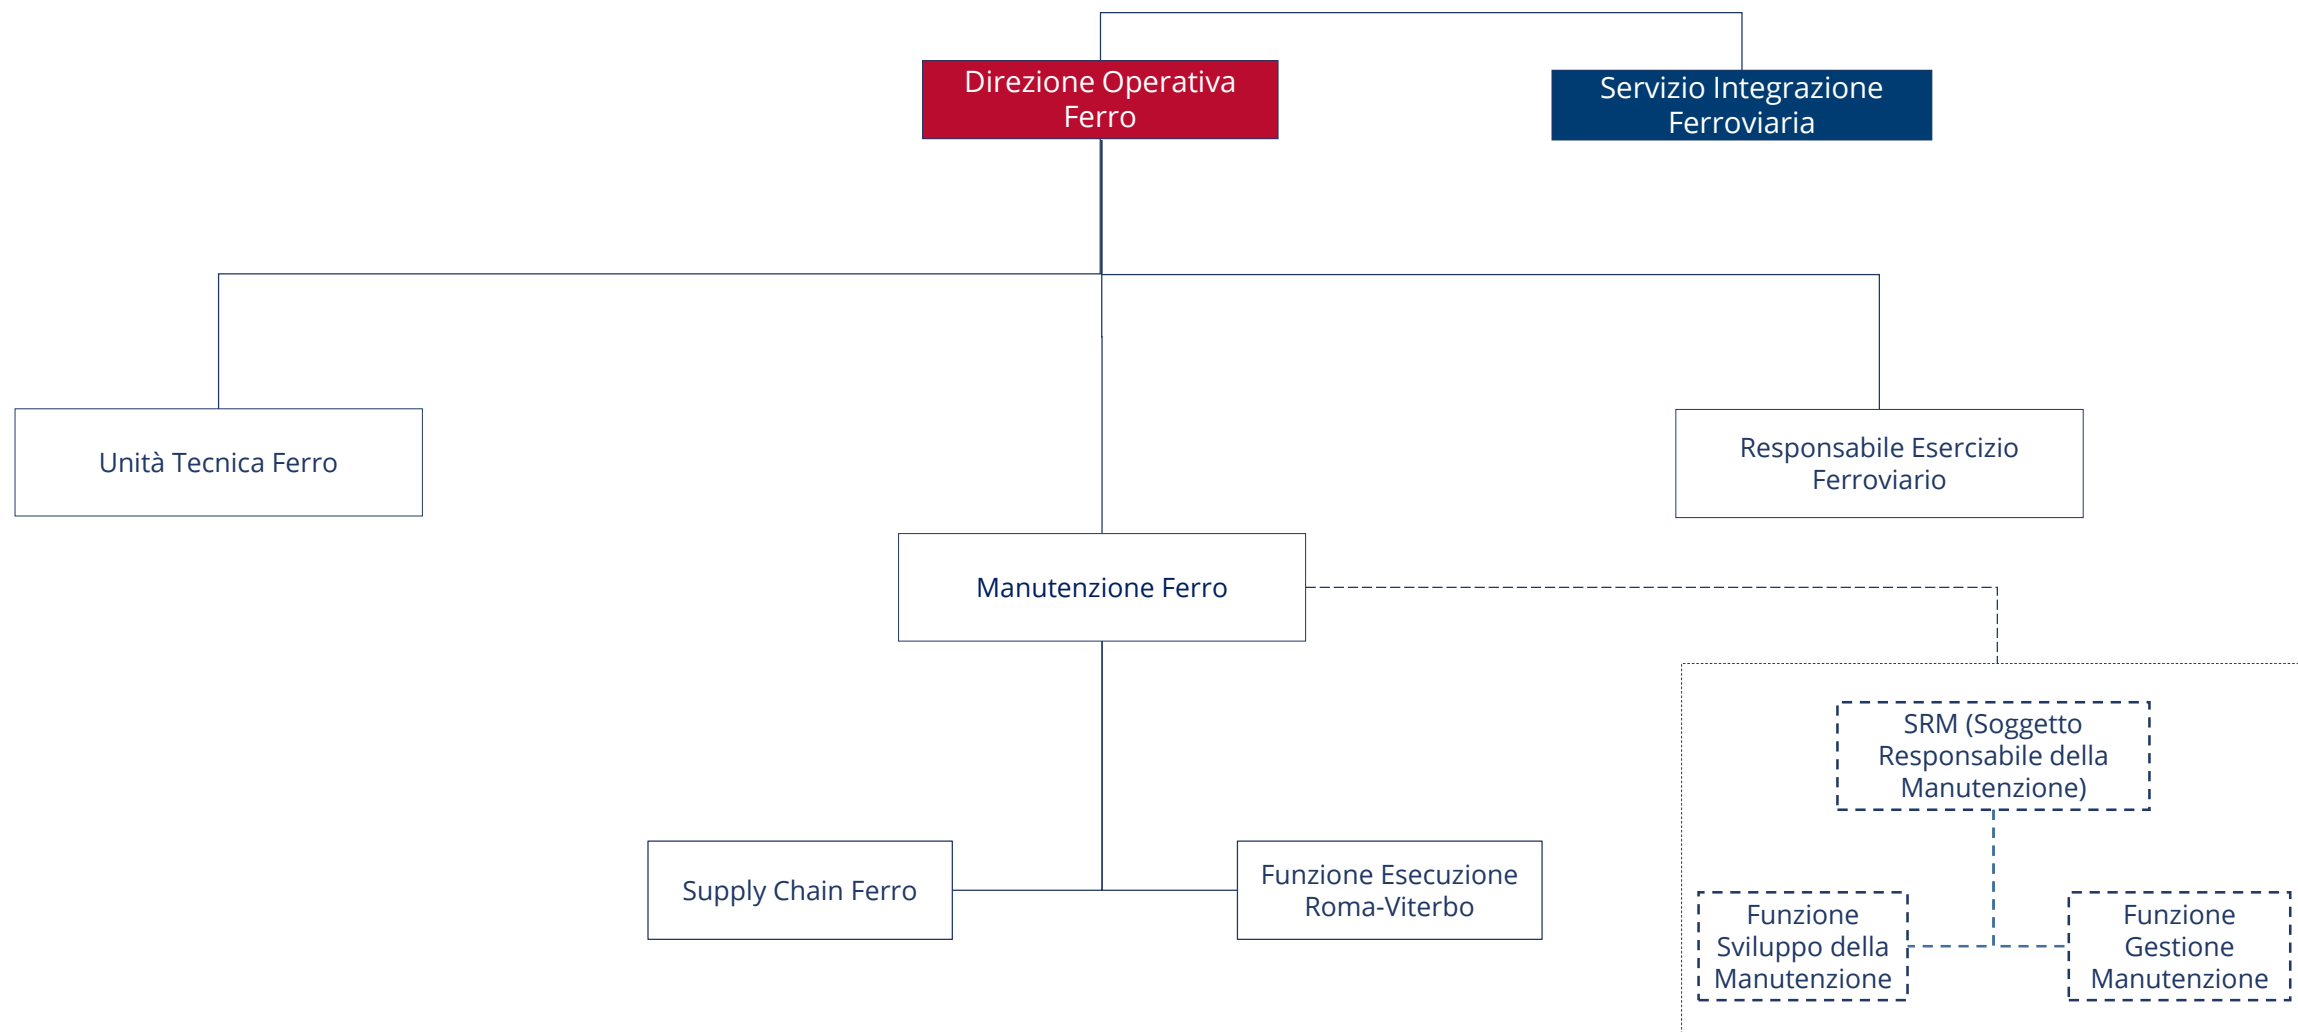 Direzione Operativa
Ferro
Servizio Integrazione
Ferroviaria
Unità Tecnica Ferro
Responsabile Esercizio
Ferroviario
Manutenzione Ferro
SRM (Soggetto
Responsabile della
Manutenzione)
Supply Chain Ferro
Funzione Esecuzione
Roma-Viterbo
Funzione
Sviluppo della
Manutenzione
Funzione
Gestione
Manutenzione